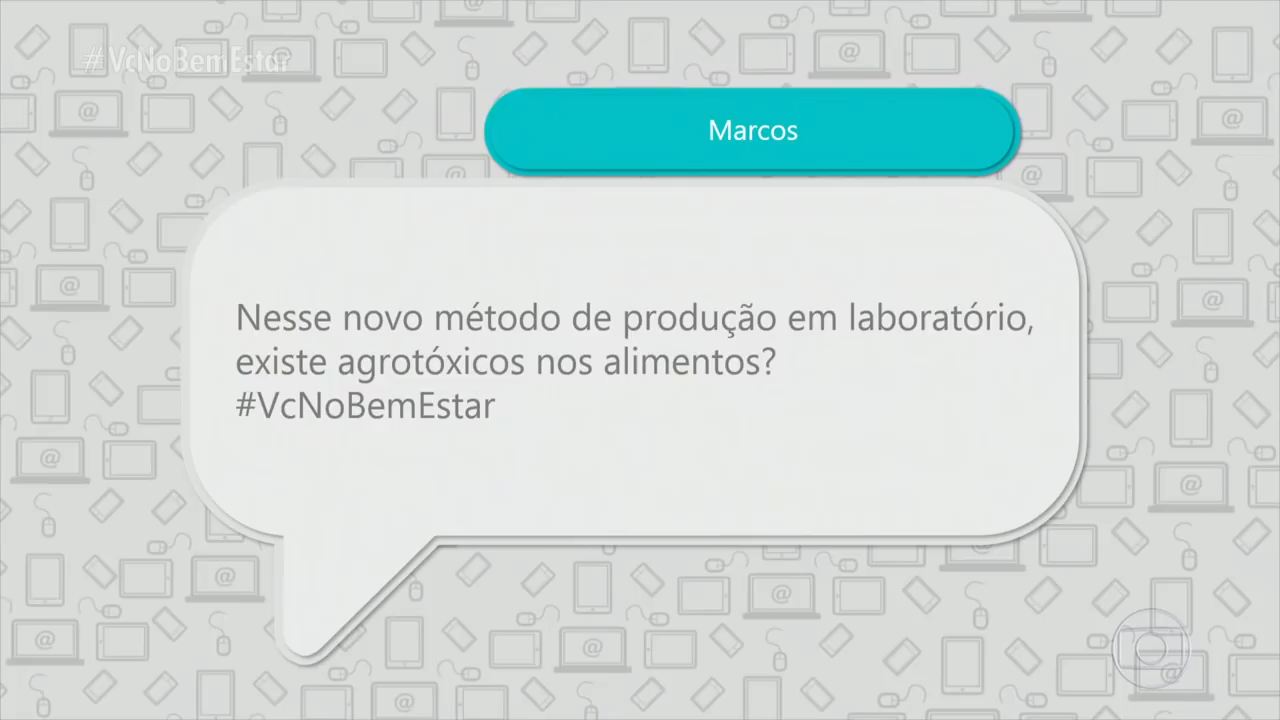 #VcNoBemEstar
Marcos
Nesse novo método de produção em laboratório,
existe agrotóxicos nos alimentos?
#VcNoBemEstar